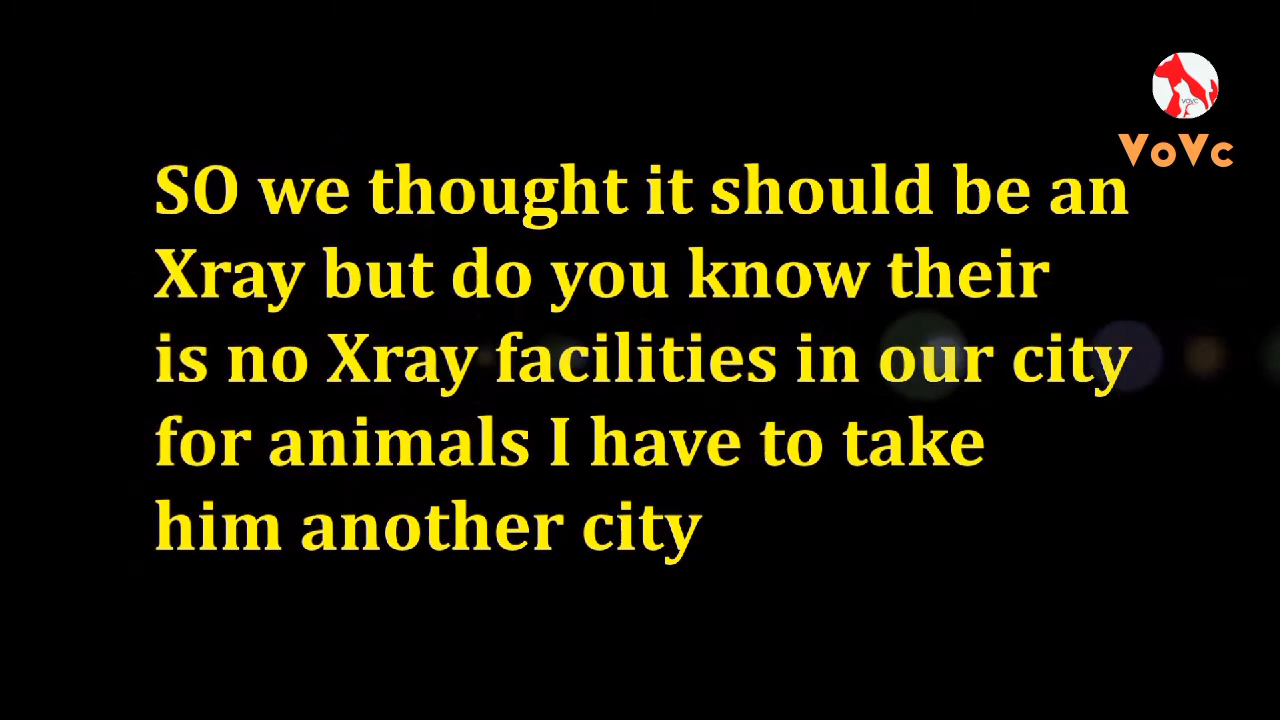 VOVC
VoVc
SO we thought it should be an
Xray but do you know their
is no Xray facilities in our city
for animals I have to take
him another city